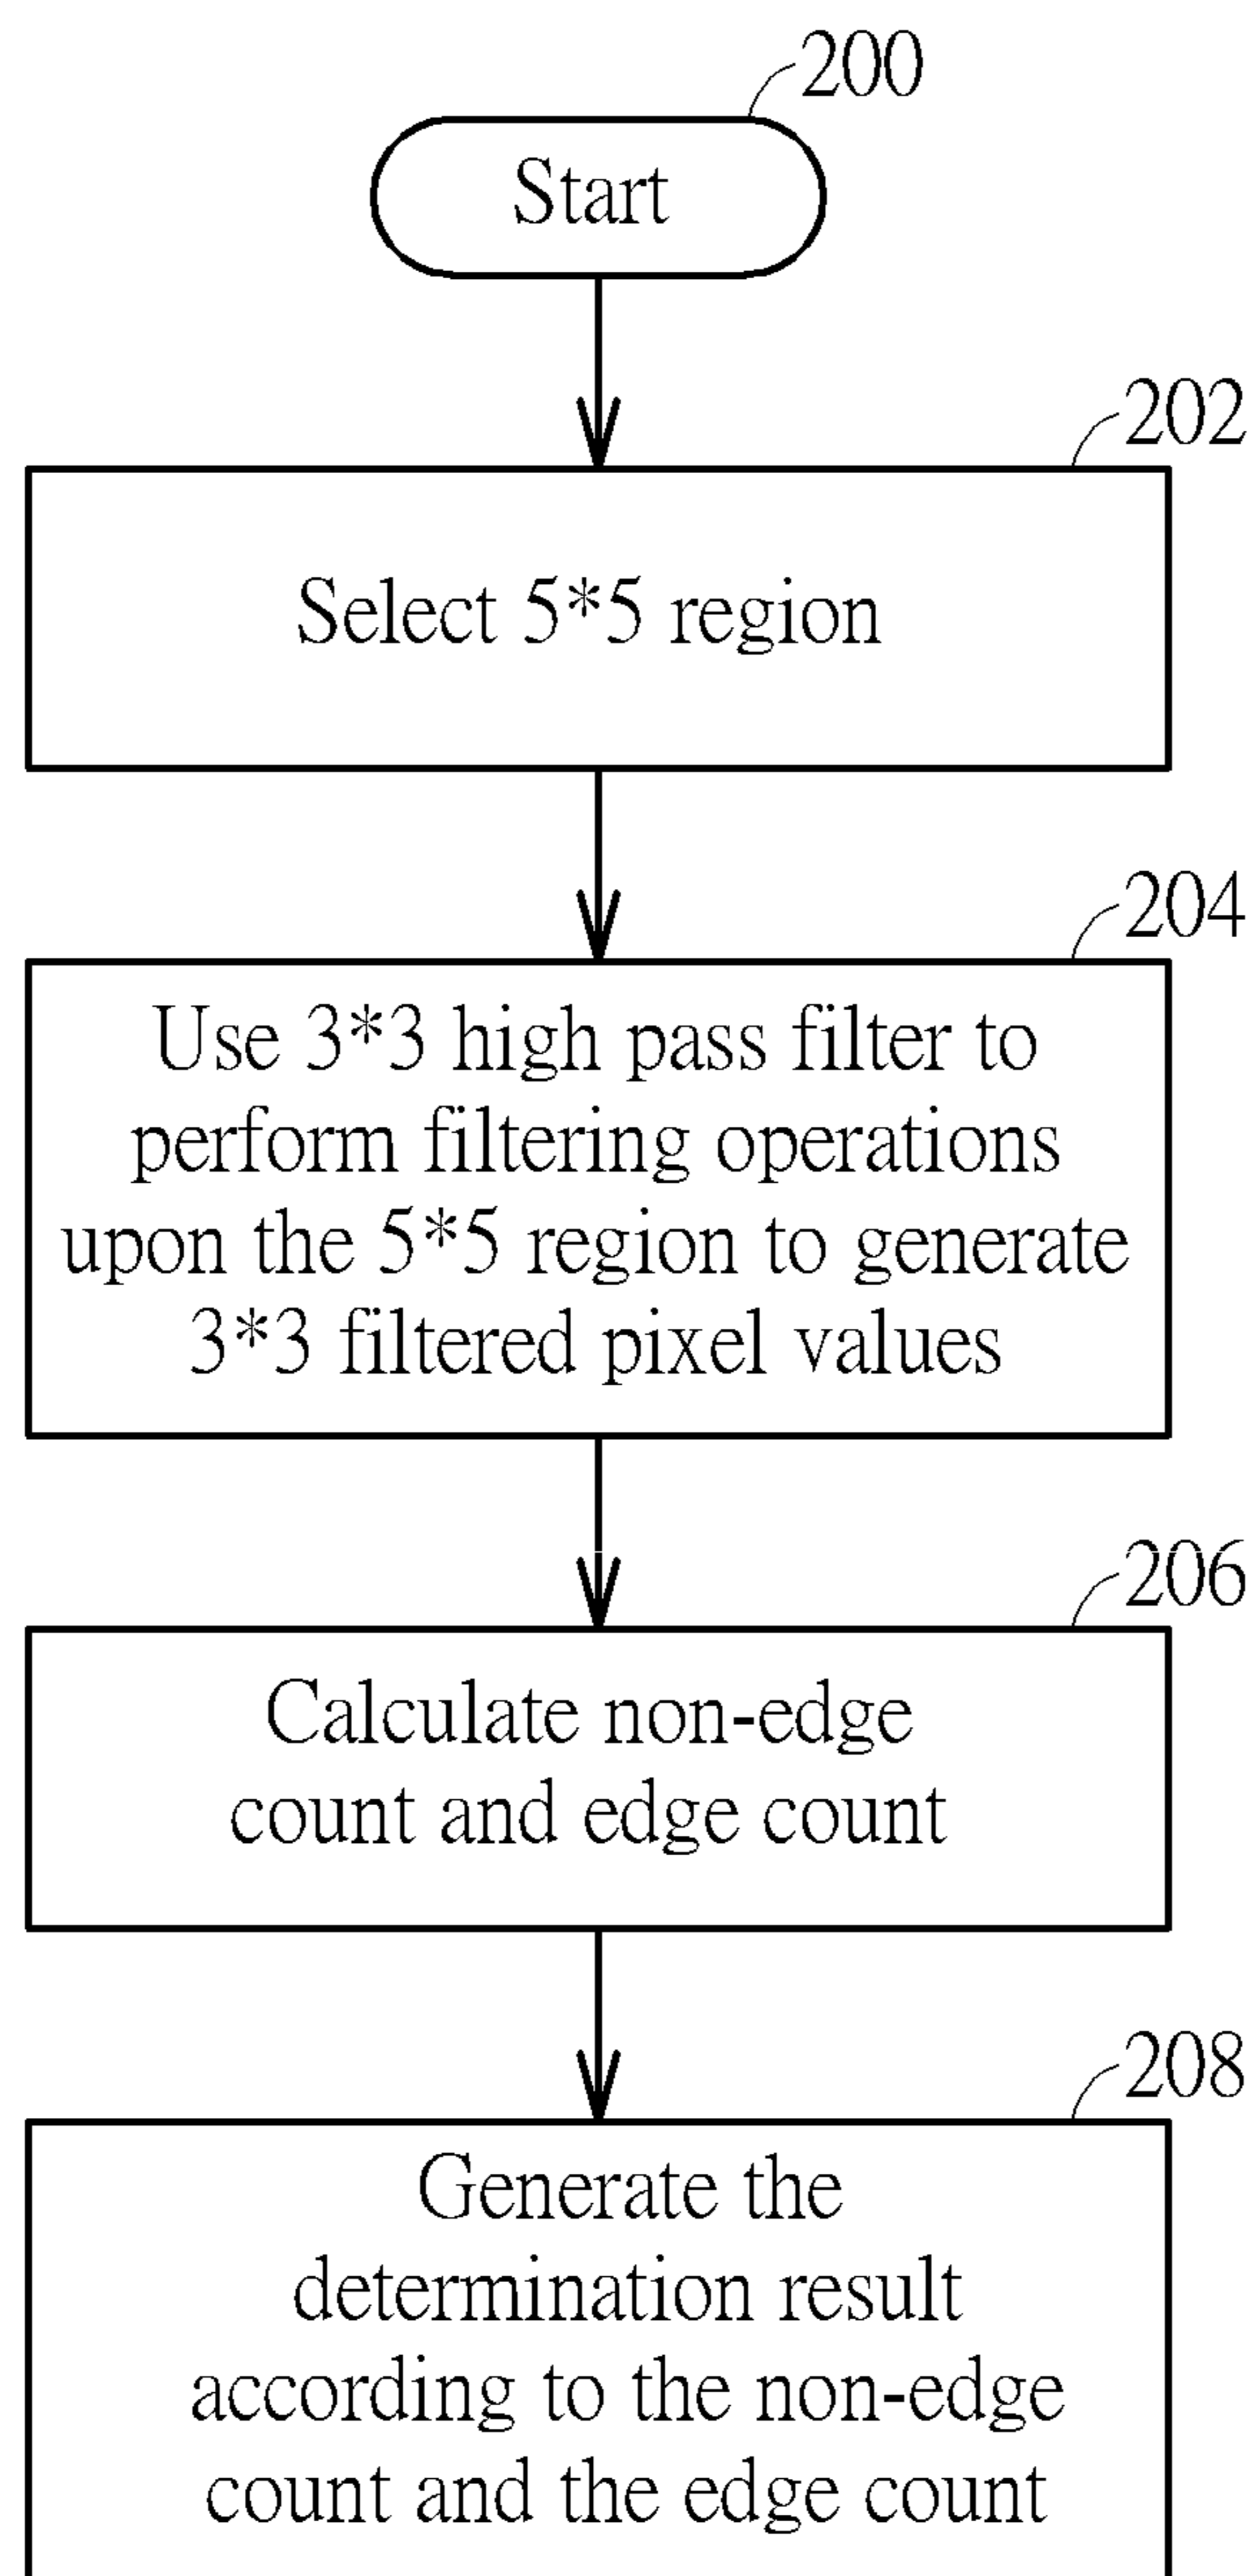 200
Start
202
Select 5*5 region
204
Use 3*3 high pass filter to
perform filtering operations
upon the 5*5 region to generate
3*3 filtered pixel values
206
Calculate non-edge
count and edge count
208
Generate the
determination result
according to the non-edge
count and the edge count